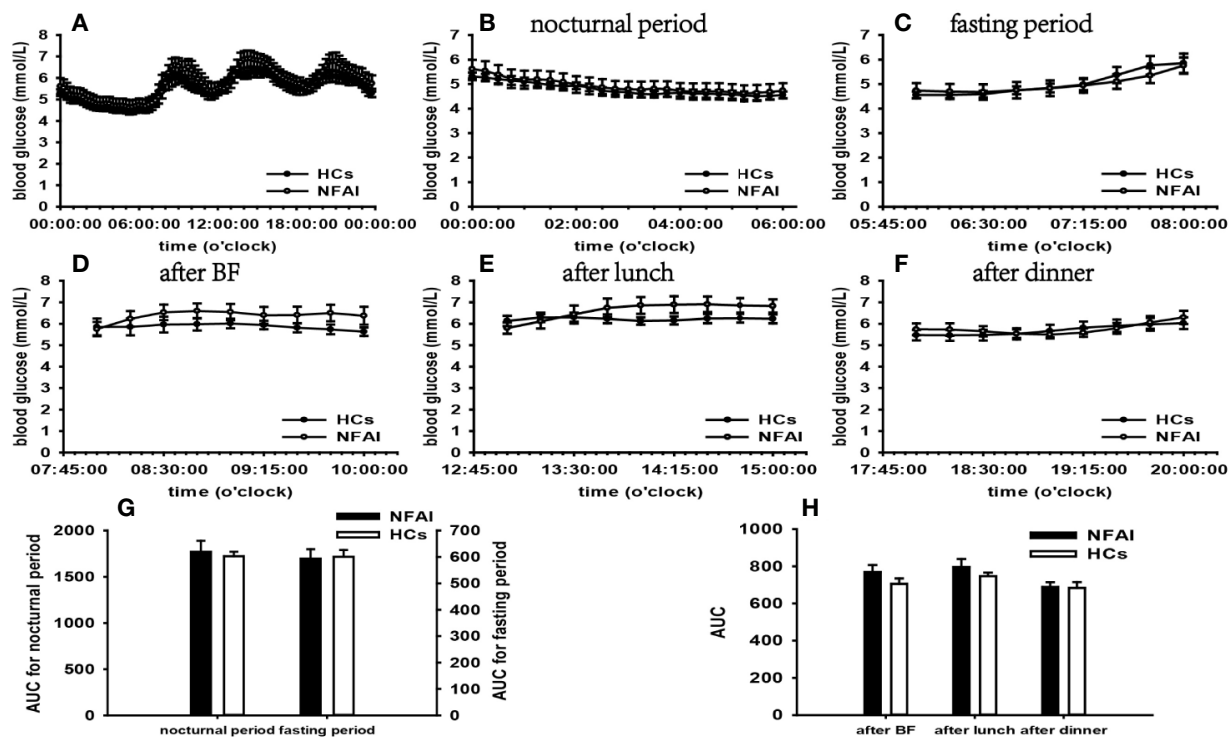 A
blood glucose (mmol/L)
8
7
6
5
4
3
2
1
0
HCs
NFAI
00:00:00 06:00:00 12:00:00 18:00:00 00:00:00
time (o'clock)
B
nocturnal period
blood glucose (mmol/L)
7
6
5
4
3
2
1
0
HCs
NFAI
00:00:00 02:00:00 04:00:00 06:00:00
time (o'clock)
C
fasting period
blood glucose (mmol/L)
7
6
5
4
3
2
1
0
HCs
NFAI
05:45:00 06:30:00 07:15:00 08:00:00
time (o'clock)
D
after BF
blood glucose (mmol/L)
8
7
6
5
4
3
2
1
0
HCs
NFAI
07:45:00 08:30:00 09:15:00 10:00:00
time (o'clock)
E
after lunch
blood glucose (mmol/L)
8
7
6
5
4
3
2
1
0
HCs
NFAI
12:45:00 13:30:00 14:15:00 15:00:00
time (o'clock)
F
after dinner
blood glucose (mmol/L)
8
7
6
5
4
3
2
1
0
HCs
NFAI
17:45:00 18:30:00 19:15:00 20:00:00
time (o'clock)
G
AUC for nocturnal period
2000
1500
1000
500
0
NFAI
HCs
700
600
500
400
300
200
100
0
AUC for fasting period
nocturnal period fasting period
H
AUC
1000
800
600
400
200
0
NFAI
HCs
after BF after lunch after dinner